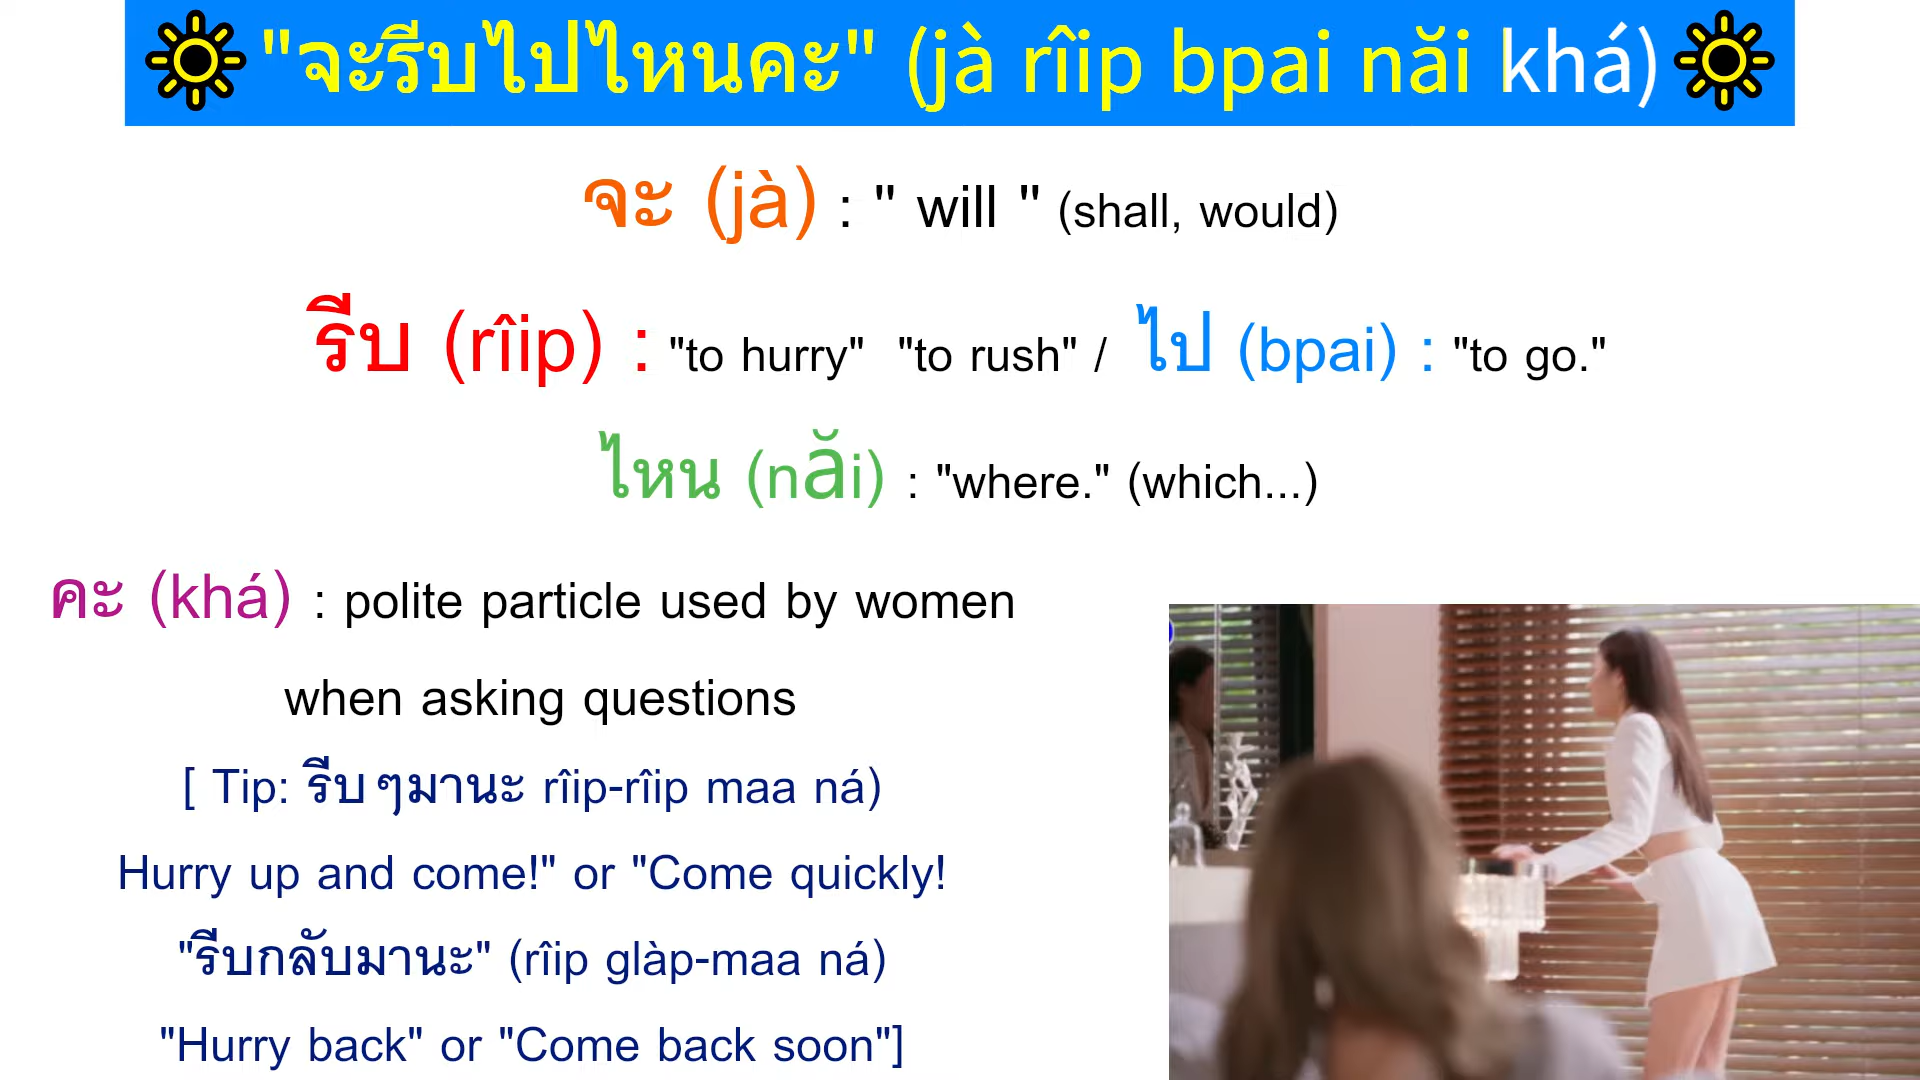 "จะรีบไปไหนคะ" (jà rîip bpai năi khá)
จะ (jà) : " will " (shall, would)
รีบ (rîip) : "to hurry" "to rush" / ไป (bpai) : "to go."
ไหน (năi) : "where." (which...)
คะ (khá) : polite particle used by women
when asking questions
[ Tip: รีบๆมานะ rîip-rîip maa ná)
Hurry up and come!" or "Come quickly!
"รีบกลับมานะ" (rîip glàp-maa ná)
"Hurry back" or "Come back soon"]